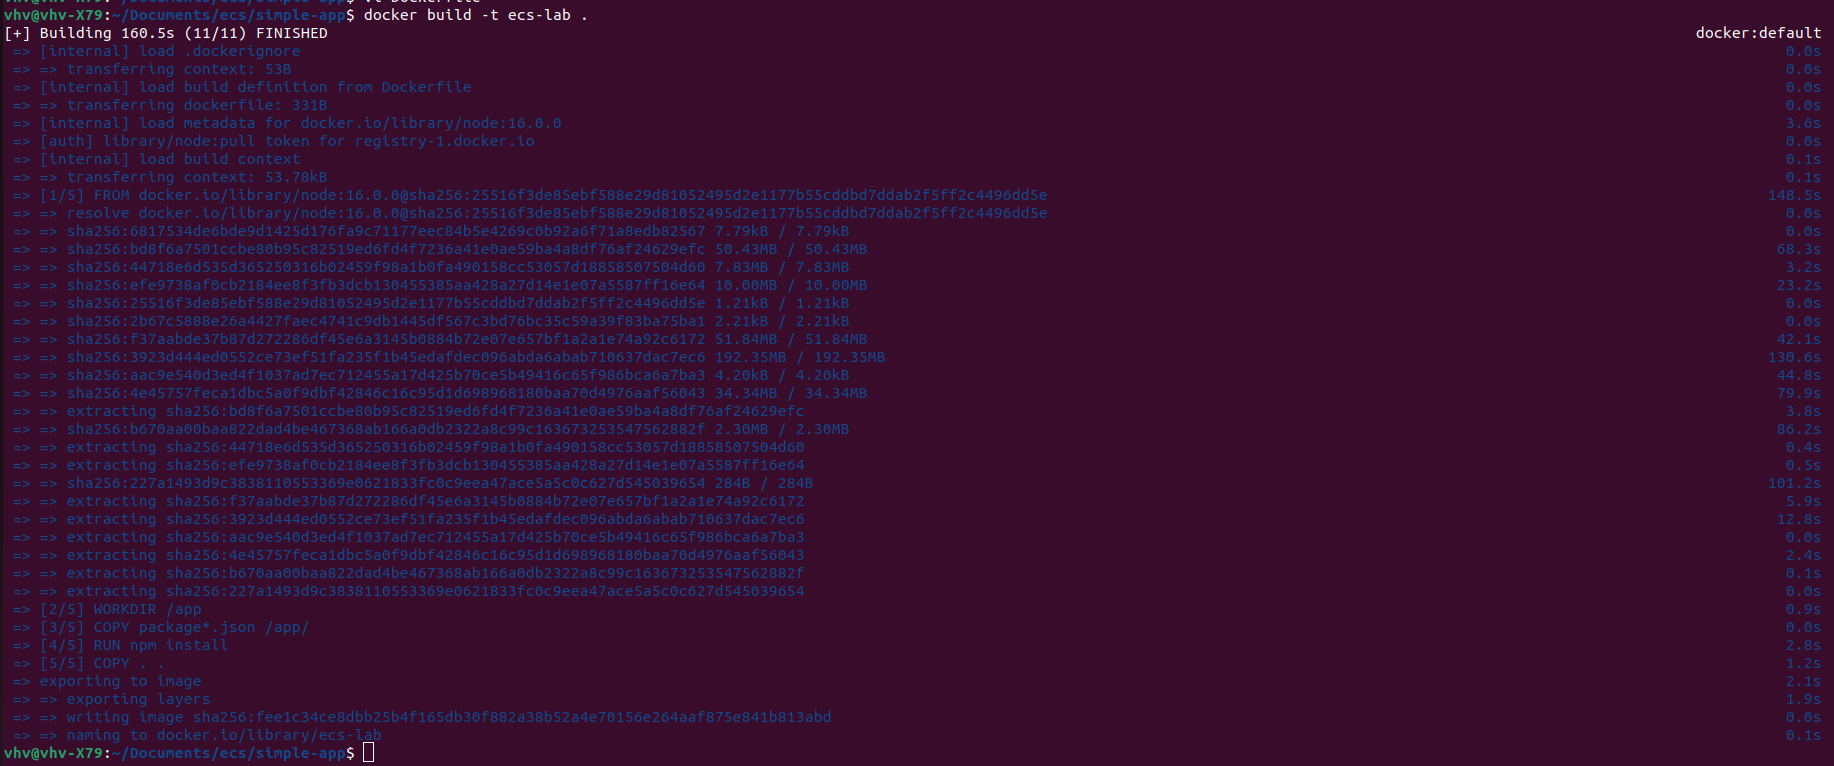 vhv@vhv-X79:~/Documents/ecs/simple-app$ docker build -t ecs-lab .
[+] Building 160.5s (11/11) FINISHED docker:default
=> [internal] load .dockerignore 0.0s
=> => transferring context: 53B 0.0s
=> [internal] load build definition from Dockerfile 0.0s
=> => transferring dockerfile: 331B 0.0s
=> [internal] load metadata for docker.io/library/node:16.0.0 3.6s
=> [auth] library/node:pull token for registry-1.docker.io 0.0s
=> [internal] load build context 0.1s
=> => transferring context: 53.78kB 0.1s
=> [1/5] FROM docker.io/library/node:16.0.0@sha256:25516f3de85ebf588e29d81052495d2e1177b55cddbd7ddab2f5ff2c4496dd5e 148.5s
=> => resolve docker.io/library/node:16.0.0@sha256:25516f3de85ebf588e29d81052495d2e1177b55cddbd7ddab2f5ff2c4496dd5e 0.0s
=> => sha256:6817534de6bde9d1425d176fa9c71177eec84b5e4269c0b92a6f71a8edb82567 7.79kB / 7.79kB 0.0s
=> => sha256:bd8f6a7501ccbe80b95c82519ed6fd4f7236a41e0ae59ba4a8df76af24629efc 50.43MB / 50.43MB 68.3s
=> => sha256:44718e6d535d365250316b02459f98a1b0fa490158cc53057d18858507504d60 7.83MB / 7.83MB 3.2s
=> => sha256:efe9738af0cb2184ee8f3fb3dcb130455385aa428a27d14e1e07a5587ff16e64 10.00MB / 10.00MB 23.2s
=> => sha256:25516f3de85ebf588e29d81052495d2e1177b55cddbd7ddab2f5ff2c4496dd5e 1.21kB / 1.21kB 0.0s
=> => sha256:2b67c5888e26a4427faec4741c9db1445df567c3bd76bc35c59a39f83ba75ba1 2.21kB / 2.21kB 0.0s
=> => sha256:f37aabde37b87d272286df45e6a3145b0884b72e07e657bf1a2a1e74a92c6172 51.84MB / 51.84MB 42.1s
=> => sha256:3923d444ed0552ce73ef51fa235f1b45edafdec096abda6abab710637dac7ec6 192.35MB / 192.35MB 130.6s
=> => sha256:aac9e540d3ed4f1037ad7ec712455a17d425b70ce5b49416c65f986bca6a7ba3 4.20kB / 4.20kB 44.8s
=> => sha256:4e45757feca1dbc5a0f9dbf42846c16c95d1d698968180baa70d4976aaf56043 34.34MB / 34.34MB 79.9s
=> => extracting sha256:bd8f6a7501ccbe80b95c82519ed6fd4f7236a41e0ae59ba4a8df76af24629efc 3.8s
=> => sha256:b670aa00baa822dad4be467368ab166a0db2322a8c99c1636732535475628​82f 2.30MB / 2.30MB 86.2s
=> => extracting sha256:44718e6d535d365250316b02459f98a1b0fa490158cc53057d18858507504d60 0.4s
=> => extracting sha256:efe9738af0cb2184ee8f3fb3dcb130455385aa428a27d14e1e07a5587ff16e64 0.5s
=> => sha256:227a1493d9c3838110553369e0621833fc0c9eea47ace5a5c0c627d545039654 284B / 284B 101.2s
=> => extracting sha256:f37aabde37b87d272286df45e6a3145b0884b72e07e657bf1a2a1e74a92c6172 5.9s
=> => extracting sha256:3923d444ed0552ce73ef51fa235f1b45edafdec096abda6abab710637dac7ec6 12.8s
=> => extracting sha256:aac9e540d3ed4f1037ad7ec712455a17d425b70ce5b49416c65f986bca6a7ba3 0.0s
=> => extracting sha256:4e45757feca1dbc5a0f9dbf42846c16c95d1d698968180baa70d4976aaf56043 2.4s
=> => extracting sha256:b670aa00baa822dad4be467368ab166a0db2322a8c99c163673253547562882f 0.1s
=> => extracting sha256:227a1493d9c3838110553369e0621833fc0c9eea47ace5a5c0c627d545039654 0.0s
=> [2/5] WORKDIR /app 0.9s
=> [3/5] COPY package*.json /app/ 0.0s
=> [4/5] RUN npm install 2.8s
=> [5/5] COPY . . 1.2s
=> exporting to image 2.1s
=> => exporting layers 1.9s
=> => writing image sha256:fee1c34ce8dbb25b4f165db30f882a38b52a4e70156e264aaf875e841b813abd 0.0s
=> => naming to docker.io/library/ecs-lab 0.1s
vhv@vhv-X79:~/Documents/ecs/simple-app$